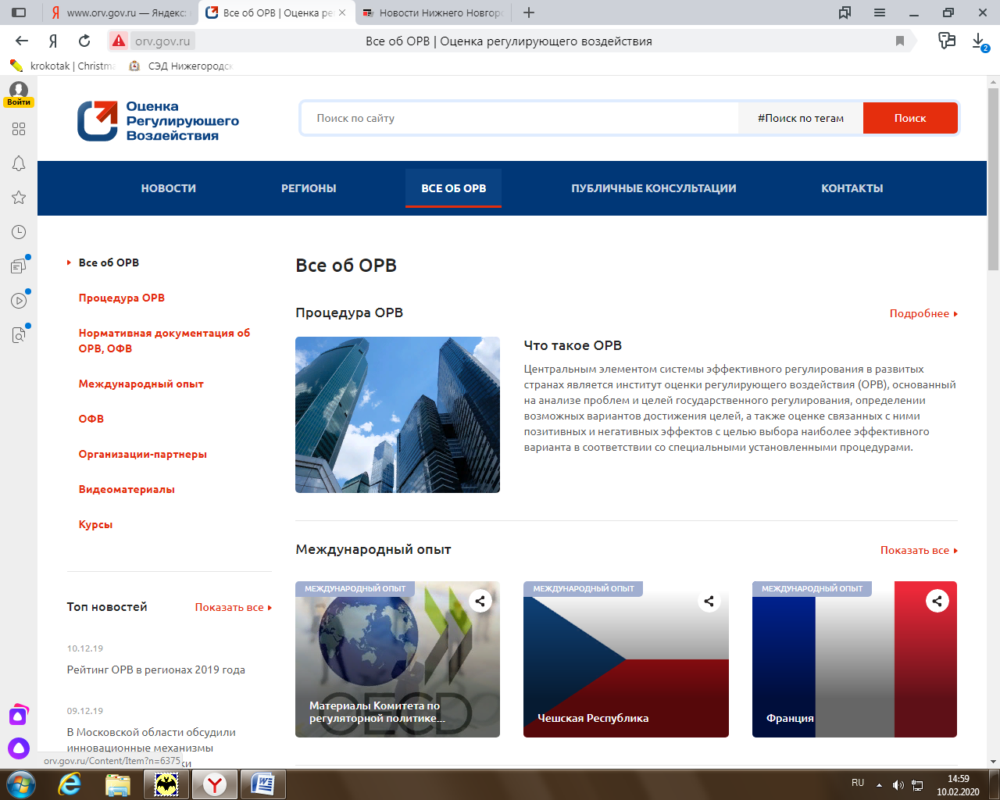 www.orv.gov.ru — Яндекс:
Все об ОРВ | Оценка ре
Новости Нижнего Новгор
orv.gov.ru
Все об ОРВ | Оценка регулирующего воздействия
2
krokotak | Christma
СЭД Нижегородск
Войти
Оценка
Регулирующего
Воздействия
Поиск по сайту
#Поиск по тегам
Поиск
НОВОСТИ
РЕГИОНЫ
ВСЕ ОБ ОРВ
ПУБЛИЧНЫЕ КОНСУЛЬТАЦИИ
КОНТАКТЫ
Все об ОРВ
Процедура ОРВ
Нормативная документация об
ОРВ, ОФВ
Международный опыт
ОФВ
Организации-партнеры
Видеоматериалы
Курсы
Топ новостей
Показать все
10.12.19
Рейтинг ОРВ в регионах 2019 года
09.12.19
В Московской области обсудили
инновационные механизмы
ки
orv.gov.ru/Content/Item?n=6375
Все об ОРВ
Процедура ОРВ
Подробнее
Что такое ОРВ
Центральным элементом системы эффективного регулирования в развитых
странах является институт оценки регулирующего воздействия (ОРВ), основанный
на анализе проблем и целей государственного регулирования, определении
возможных вариантов достижения целей, а также оценке связанных с ними
позитивных и негативных эффектов с целью выбора наиболее эффективного
варианта в соответствии со специальными установленными процедурами.
Международный опыт
Показать все
МЕЖДУНАРОДНЫЙ ОПЫТ
OECD
Материалы Комитета по
регуляторной политике...
МЕЖДУНАРОДНЫЙ ОПЫТ
Чешская Республика
МЕЖДУНАРОДНЫЙ ОПЫТ
Франция
RU
14:59
10.02.2020